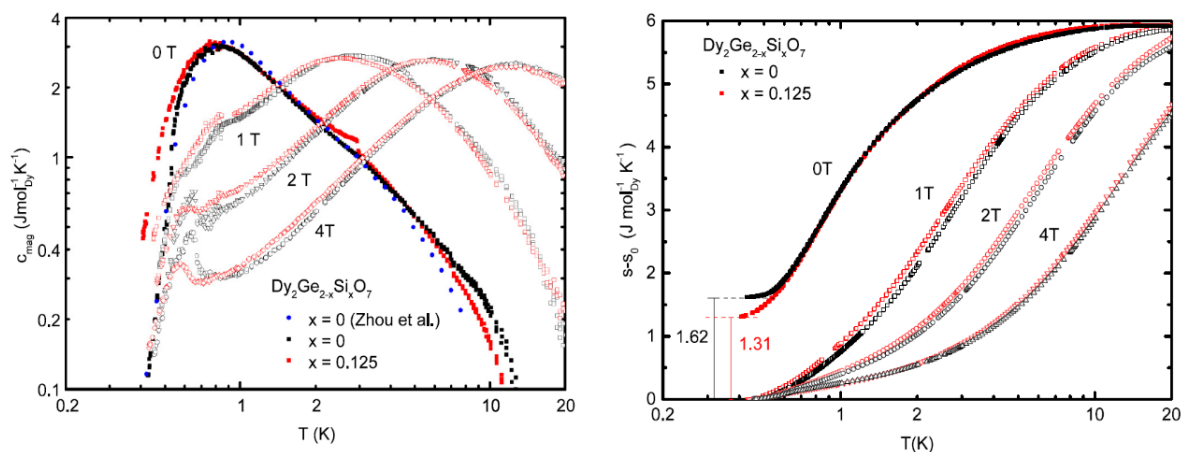 4
2
1
0.4
0.2
0.1
c_mag (Jmol⁻¹_Dy K⁻¹)
0 T
1 T
2 T
4T
Dy₂Ge₂₋ₓSiₓO₇
x = 0 (Zhou et al.)
x = 0
x = 0.125
0.2
1
2
10
20
T (K)
6
5
4
3
2
1
0
s-s₀ (J mol⁻¹_Dy K⁻¹)
Dy₂Ge₂₋ₓSiₓO₇
x = 0
x = 0.125
0T
1T
2T
4T
1.62
1.31
0.2
1
2
10
20
T(K)